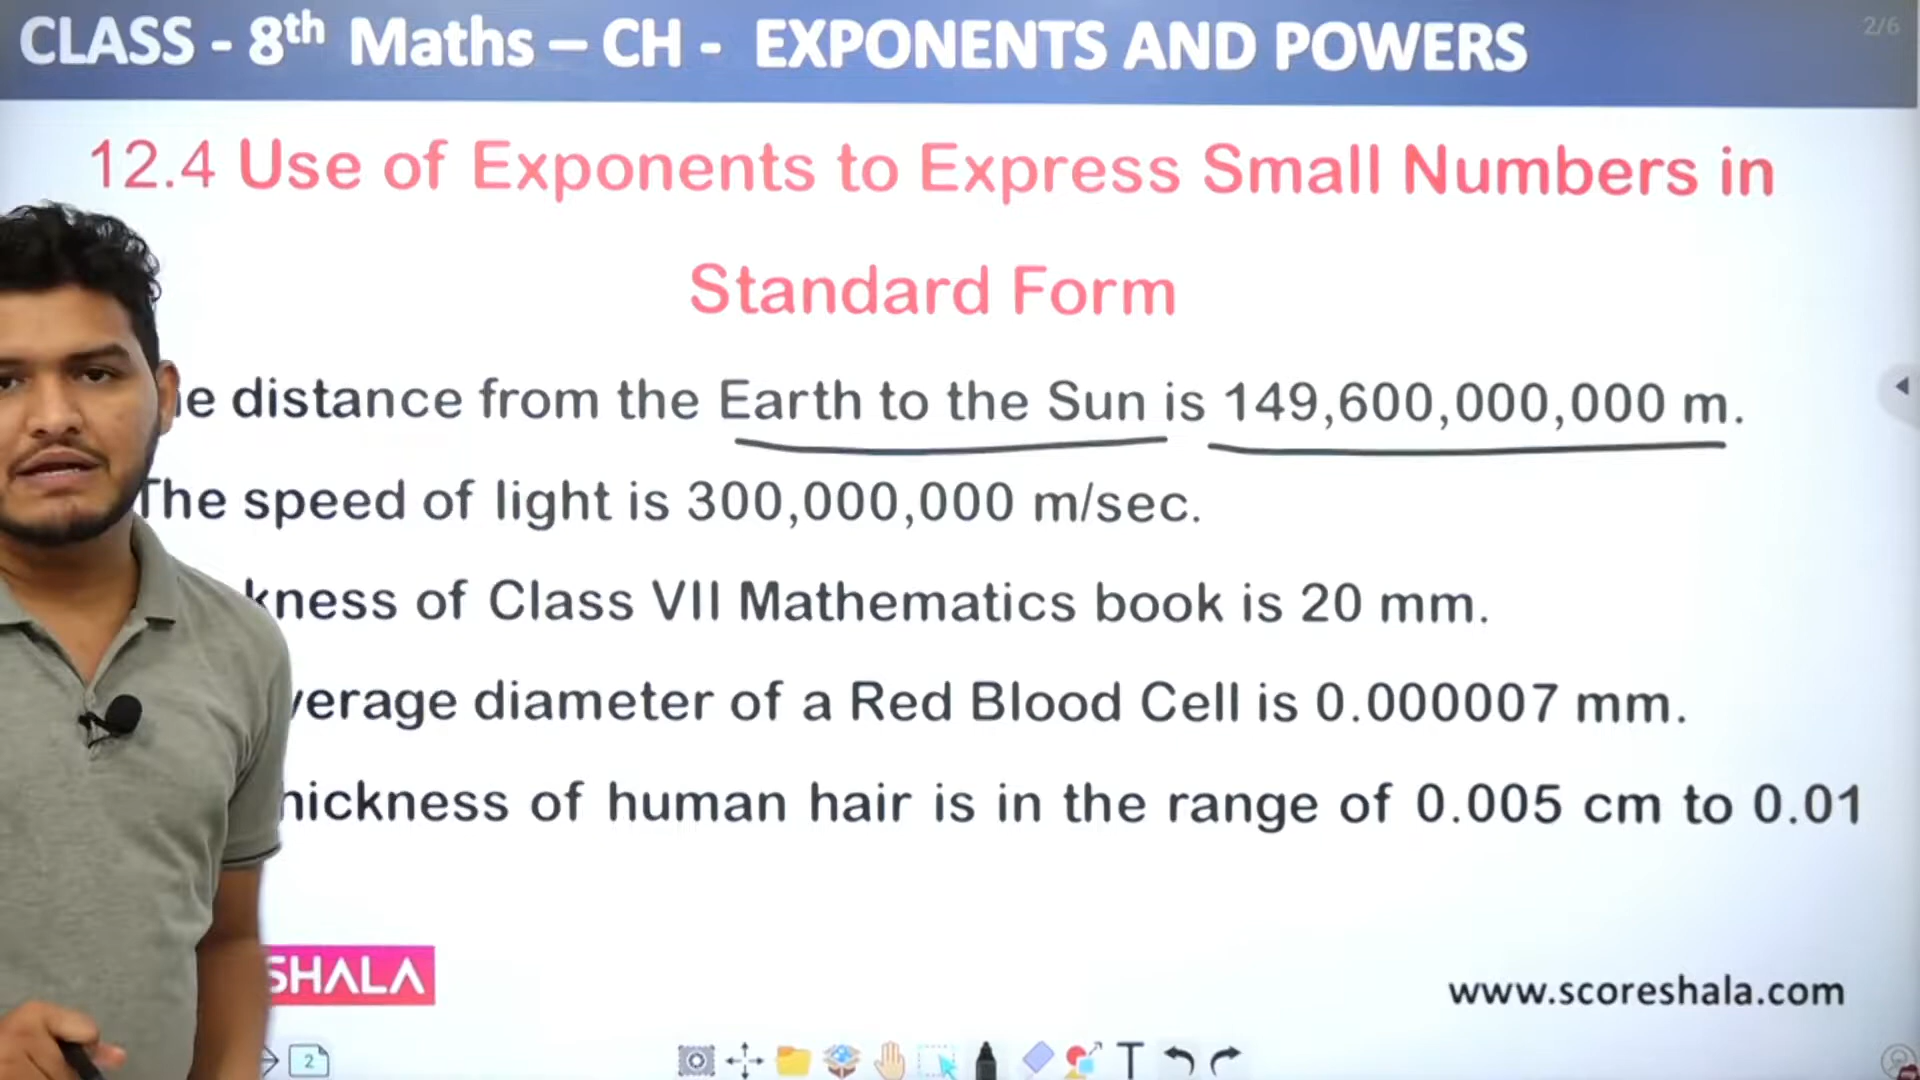 CLASS - 8th Maths – CH - EXPONENTS AND POWERS
2/6
12.4 Use of Exponents to Express Small Numbers in
Standard Form
distance from the Earth to the Sun is 149,600,000,000 m.
The speed of light is 300,000,000 m/sec.
of Class VII Mathematics book is 20 mm.
diameter of a Red Blood Cell is 0.000007 mm.
of human hair is in the range of 0.005 cm to 0.01
SHALA
www.scoreshala.com
2
T